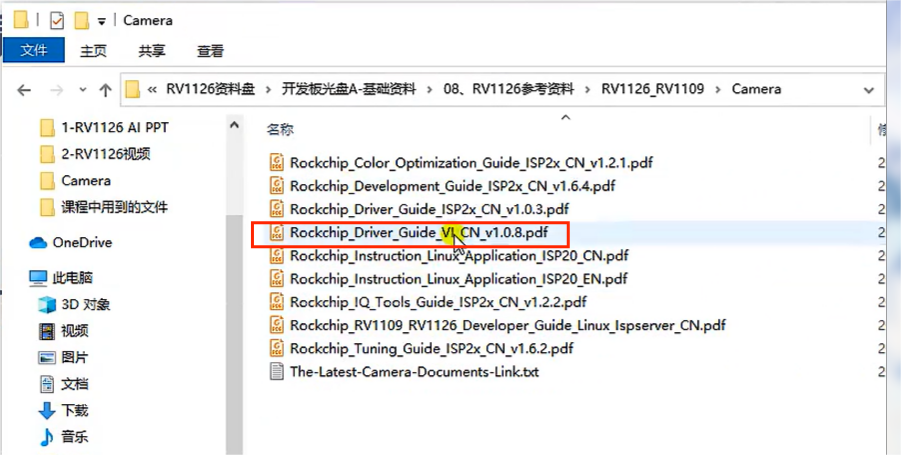 Camera
文件 主页 共享 查看
« RV1126资料盘 › 开发板光盘A-基础资料 › 08、RV1126参考资料 › RV1126_RV1109 › Camera
1-RV1126 AI PPT
2-RV1126视频
Camera
课程中用到的文件
OneDrive
此电脑
3D 对象
视频
图片
文档
下载
音乐
名称
Rockchip_Color_Optimization_Guide_ISP2x_CN_v1.2.1.pdf
Rockchip_Development_Guide_ISP2x_CN_v1.6.4.pdf
Rockchip_Driver_Guide_ISP2x_CN_v1.0.3.pdf
Rockchip_Driver_Guide_VI_CN_v1.0.8.pdf
Rockchip_Instruction_Linux_Application_ISP20_CN.pdf
Rockchip_Instruction_Linux_Application_ISP20_EN.pdf
Rockchip_IQ_Tools_Guide_ISP2x_CN_v1.2.2.pdf
Rockchip_RV1109_RV1126_Developer_Guide_Linux_Ispserver_CN.pdf
Rockchip_Tuning_Guide_ISP2x_CN_v1.6.2.pdf
The-Latest-Camera-Documents-Link.txt